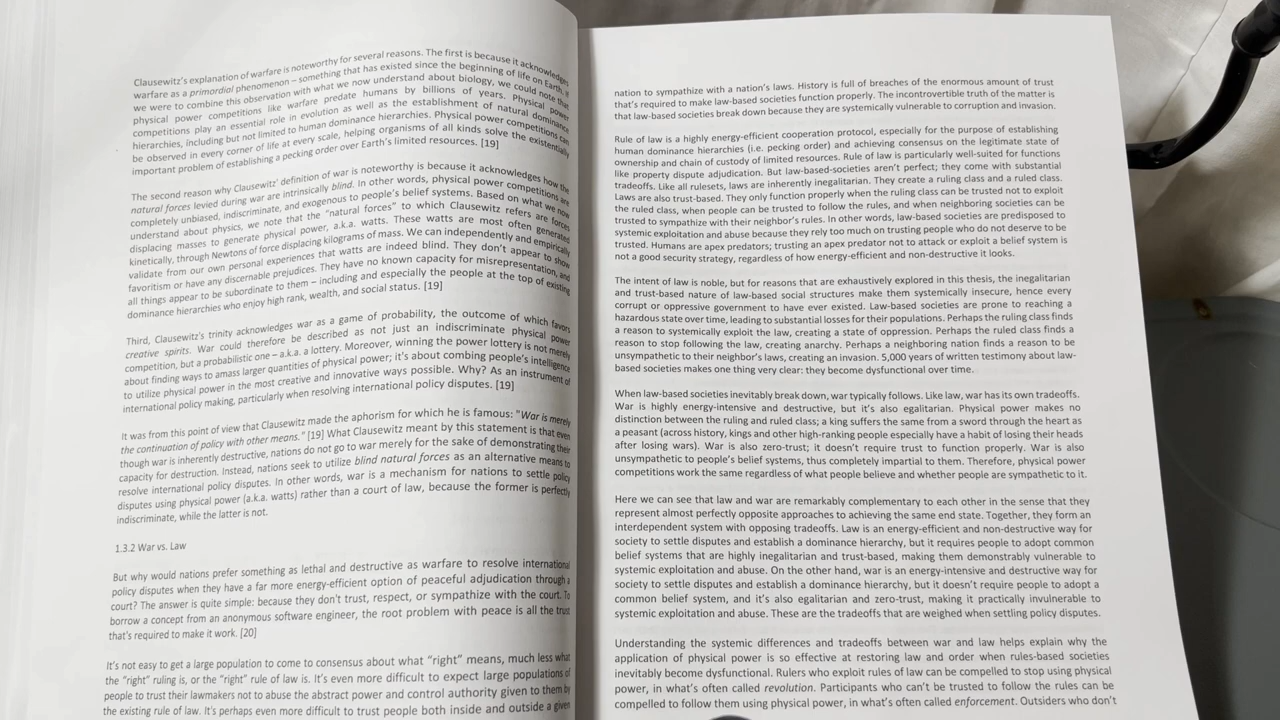 Clausewitz's explanation of warfare is noteworthy for several reasons. The first is because it acknowledges
warfare as a primordial phenomenon – something that has existed since the beginning of life on Earth. If
we were to combine this observation with what we now understand about biology, we could note that
physical power competitions like warfare predate humans by billions of years. Physical power
competitions play an essential role in evolution as well as the establishment of natural dominance
hierarchies, including but not limited to human dominance hierarchies. Physical power competitions can
be observed in every corner of life at every scale, helping organisms of all kinds solve the existentially
important problem of establishing a pecking order over Earth's limited resources. [19]
The second reason why Clausewitz' definition of war is noteworthy is because it acknowledges how the
natural forces levied during war are intrinsically blind. In other words, physical power competitions are
completely unbiased, indiscriminate, and exogenous to people's belief systems. Based on what we now
understand about physics, we note that the "natural forces" to which Clausewitz refers are forces
displacing masses to generate physical power, a.k.a. watts. These watts are most often generated
kinetically, through Newtons of force displacing kilograms of mass. We can independently and empirically
validate from our own personal experiences that watts are indeed blind. They don't appear to show
favoritism or have any discernable prejudices. They have no known capacity for misrepresentation, and
all things appear to be subordinate to them – including and especially the people at the top of existing
dominance hierarchies who enjoy high rank, wealth, and social status. [19]
Third, Clausewitz's trinity acknowledges war as a game of probability, the outcome of which favors
creative spirits. War could therefore be described as not just an indiscriminate physical power
competition, but a probabilistic one – a.k.a. a lottery. Moreover, winning the power lottery is not merely
about finding ways to amass larger quantities of physical power; it's about combing people's intelligence
to utilize physical power in the most creative and innovative ways possible. Why? As an instrument of
international policy making, particularly when resolving international policy disputes. [19]
It was from this point of view that Clausewitz made the aphorism for which he is famous: "War is merely
the continuation of policy with other means." [19] What Clausewitz meant by this statement is that even
though war is inherently destructive, nations do not go to war merely for the sake of demonstrating their
capacity for destruction. Instead, nations seek to utilize blind natural forces as an alternative means to
resolve international policy disputes. In other words, war is a mechanism for nations to settle policy
disputes using physical power (a.k.a. watts) rather than a court of law, because the former is perfectly
indiscriminate, while the latter is not.
1.3.2 War vs. Law
But why would nations prefer something as lethal and destructive as warfare to resolve international
policy disputes when they have a far more energy-efficient option of peaceful adjudication through a
court? The answer is quite simple: because they don't trust, respect, or sympathize with the court. To
borrow a concept from an anonymous software engineer, the root problem with peace is all the trust
that's required to make it work. [20]
It's not easy to get a large population to come to consensus about what "right" means, much less what
the "right" ruling is, or the "right" rule of law is. It's even more difficult to expect large populations of
people to trust their lawmakers not to abuse the abstract power and control authority given to them by
the existing rule of law. It's perhaps even more difficult to trust people both inside and outside a given
nation to sympathize with a nation's laws. History is full of breaches of the enormous amount of trust
that's required to make law-based societies function properly. The incontrovertible truth of the matter is
that law-based societies break down because they are systemically vulnerable to corruption and invasion.
Rule of law is a highly energy-efficient cooperation protocol, especially for the purpose of establishing
human dominance hierarchies (i.e. pecking order) and achieving consensus on the legitimate state of
ownership and chain of custody of limited resources. Rule of law is particularly well-suited for functions
like property dispute adjudication. But law-based societies aren't perfect; they come with substantial
tradeoffs. Like all rulesets, laws are inherently inegalitarian. They create a ruling class and a ruled class.
Laws are also trust-based. They only function properly when the ruling class can be trusted not to exploit
the ruled class, when people can be trusted to follow the rules, and when neighboring societies can be
trusted to sympathize with their neighbor's rules. In other words, law-based societies are predisposed to
systemic exploitation and abuse because they rely too much on trusting people who do not deserve to be
trusted. Humans are apex predators; trusting an apex predator not to attack or exploit a belief system is
not a good security strategy, regardless of how energy-efficient and non-destructive it looks.
The intent of law is noble, but for reasons that are exhaustively explored in this thesis, the inegalitarian
and trust-based nature of law-based social structures make them systemically insecure, hence every
corrupt or oppressive government to have ever existed. Law-based societies are prone to reaching a
hazardous state over time, leading to substantial losses for their populations. Perhaps the ruling class finds
a reason to systemically exploit the law, creating a state of oppression. Perhaps the ruled class finds a
reason to stop following the law, creating anarchy. Perhaps a neighboring nation finds a reason to be
unsympathetic to their neighbor's laws, creating an invasion. 5,000 years of written testimony about law-
based societies makes one thing very clear: they become dysfunctional over time.
When law-based societies inevitably break down, war typically follows. Like law, war has its own tradeoffs.
War is highly energy-intensive and destructive, but it's also egalitarian. Physical power makes no
distinction between the ruling and ruled class; a king suffers the same from a sword through the heart as
a peasant (across history, kings and other high-ranking people especially have a habit of losing their heads
after losing wars). War is also zero-trust; it doesn't require trust to function properly. War is also
unsympathetic to people's belief systems, thus completely impartial to them. Therefore, physical power
competitions work the same regardless of what people believe and whether people are sympathetic to it.
Here we can see that law and war are remarkably complementary to each other in the sense that they
represent almost perfectly opposite approaches to achieving the same end state. Together, they form an
interdependent system with opposing tradeoffs. Law is an energy-efficient and non-destructive way for
society to settle disputes and establish a dominance hierarchy, but it requires people to adopt common
belief systems that are highly inegalitarian and trust-based, making them demonstrably vulnerable to
systemic exploitation and abuse. On the other hand, war is an energy-intensive and destructive way for
society to settle disputes and establish a dominance hierarchy, but it doesn't require people to adopt a
common belief system, and it's also egalitarian and zero-trust, making it practically invulnerable to
systemic exploitation and abuse. These are the tradeoffs that are weighed when settling policy disputes.
Understanding the systemic differences and tradeoffs between war and law helps explain why the
application of physical power is so effective at restoring law and order when rules-based societies
inevitably become dysfunctional. Rulers who exploit rules of law can be compelled to stop using physical
power, in what's often called revolution. Participants who can't be trusted to follow the rules can be
compelled to follow them using physical power, in what's often called enforcement. Outsiders who don't